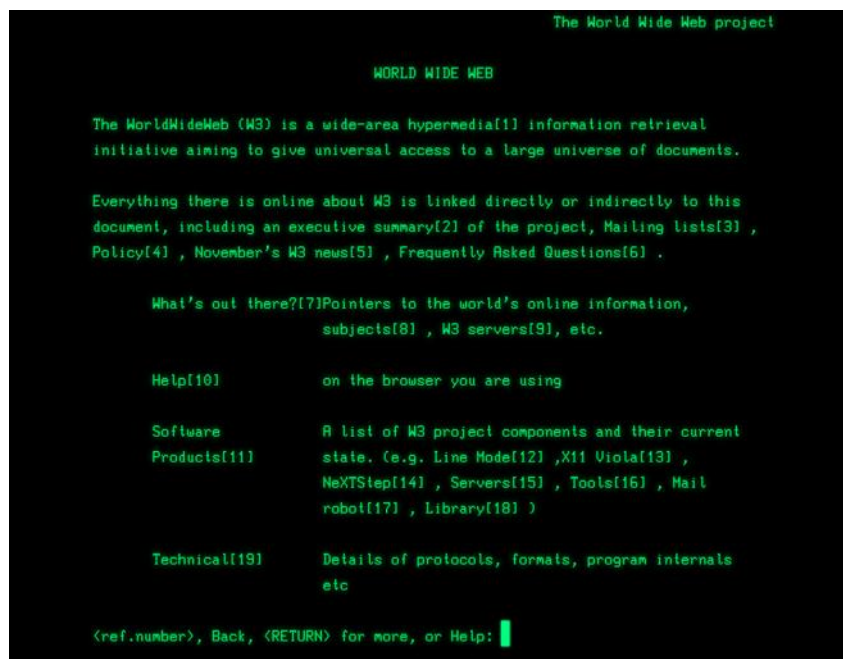 The World Wide Web project
WORLD WIDE WEB
The WorldWideWeb (W3) is a wide-area hypermedia[1] information retrieval
initiative aiming to give universal access to a large universe of documents.
Everything there is online about W3 is linked directly or indirectly to this
document, including an executive summary[2] of the project, Mailing lists[3] ,
Policy[4] , November's W3 news[5] , Frequently Asked Questions[6] .
What's out there?[7]Pointers to the world's online information,
subjects[8] , W3 servers[9], etc.
Help[10] on the browser you are using
Software A list of W3 project components and their current
Products[11] state. (e.g. Line Mode[12] ,X11 Viola[13] ,
NeXTStep[14] , Servers[15] , Tools[16] , Mail
robot[17] , Library[18] )
Technical[19] Details of protocols, formats, program internals
etc
<ref.number>, Back, <RETURN> for more, or Help: